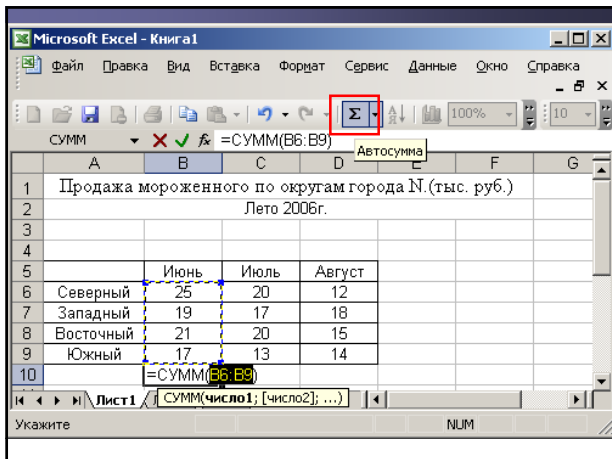 Microsoft Excel - Книга1
Файл Правка Вид Вставка Формат Сервис Данные Окно Справка
Σ 100% 10
СУММ fx =СУММ(B6:B9)
Автосумма
A B C D E F G
1 Продажа мороженного по округам города N.(тыс. руб.)
2 Лето 2006г.
3
4
5 Июнь Июль Август
6 Северный 25 20 12
7 Западный 19 17 18
8 Восточный 21 20 15
9 Южный 17 13 14
10 =СУММ(B6:B9)
Лист1 СУММ(число1; [число2]; ...)
Укажите NUM